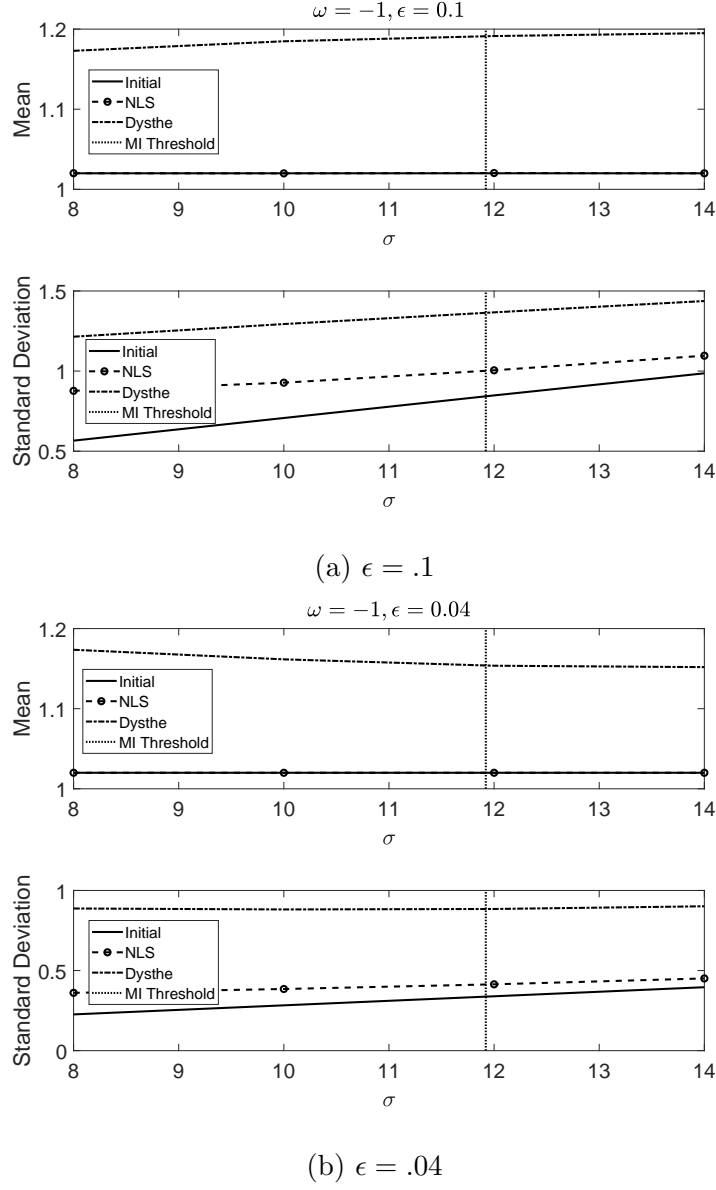 ω = −1, ϵ = 0.1
1.2
1.1
1
Mean
Initial
NLS
Dysthe
MI Threshold
8 9 10 11 12 13 14
σ
1.5
1
0.5
Standard Deviation
Initial
NLS
Dysthe
MI Threshold
8 9 10 11 12 13 14
σ
(a) ϵ = .1
ω = −1, ϵ = 0.04
1.2
1.1
1
Mean
Initial
NLS
Dysthe
MI Threshold
8 9 10 11 12 13 14
σ
1
0.5
0
Standard Deviation
Initial
NLS
Dysthe
MI Threshold
8 9 10 11 12 13 14
σ
(b) ϵ = .04